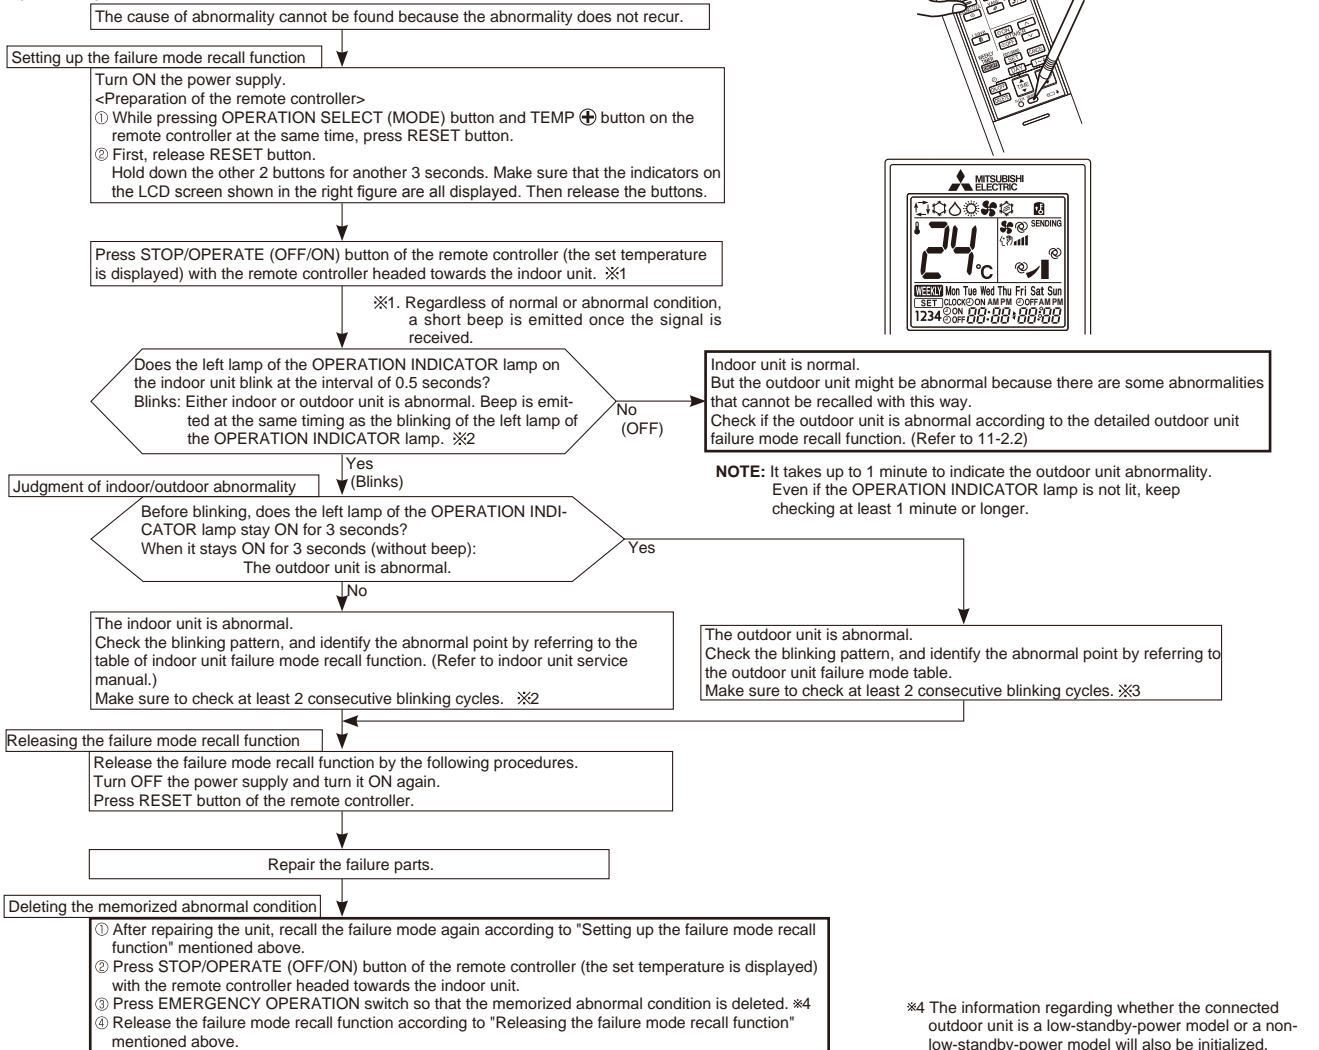 The cause of abnormality cannot be found because the abnormality does not recur.
Setting up the failure mode recall function
Turn ON the power supply.
<Preparation of the remote controller>
① While pressing OPERATION SELECT (MODE) button and TEMP ⊕ button on the
remote controller at the same time, press RESET button.
② First, release RESET button.
Hold down the other 2 buttons for another 3 seconds. Make sure that the indicators on
the LCD screen shown in the right figure are all displayed. Then release the buttons.
MITSUBISHI
ELECTRIC
SENDING
24°C
WEEKLY Mon Tue Wed Thu Fri Sat Sun
SET CLOCK ON AM PM OFF AM PM
1234 ON OFF 88:88 88:88
Press STOP/OPERATE (OFF/ON) button of the remote controller (the set temperature
is displayed) with the remote controller headed towards the indoor unit. ※1
※1. Regardless of normal or abnormal condition,
a short beep is emitted once the signal is
received.
Does the left lamp of the OPERATION INDICATOR lamp on
the indoor unit blink at the interval of 0.5 seconds?
Blinks: Either indoor or outdoor unit is abnormal. Beep is emit-
ted at the same timing as the blinking of the left lamp of
the OPERATION INDICATOR lamp. ※2
No
(OFF)
Indoor unit is normal.
But the outdoor unit might be abnormal because there are some abnormalities
that cannot be recalled with this way.
Check if the outdoor unit is abnormal according to the detailed outdoor unit
failure mode recall function. (Refer to 11-2.2)
NOTE: It takes up to 1 minute to indicate the outdoor unit abnormality.
Even if the OPERATION INDICATOR lamp is not lit, keep
checking at least 1 minute or longer.
Yes
(Blinks)
Judgment of indoor/outdoor abnormality
Before blinking, does the left lamp of the OPERATION INDI-
CATOR lamp stay ON for 3 seconds?
When it stays ON for 3 seconds (without beep):
The outdoor unit is abnormal.
Yes
No
The indoor unit is abnormal.
Check the blinking pattern, and identify the abnormal point by referring to the
table of indoor unit failure mode recall function. (Refer to indoor unit service
manual.)
Make sure to check at least 2 consecutive blinking cycles. ※2
The outdoor unit is abnormal.
Check the blinking pattern, and identify the abnormal point by referring to
the outdoor unit failure mode table.
Make sure to check at least 2 consecutive blinking cycles. ※3
Releasing the failure mode recall function
Release the failure mode recall function by the following procedures.
Turn OFF the power supply and turn it ON again.
Press RESET button of the remote controller.
Repair the failure parts.
Deleting the memorized abnormal condition
① After repairing the unit, recall the failure mode again according to "Setting up the failure mode recall
function" mentioned above.
② Press STOP/OPERATE (OFF/ON) button of the remote controller (the set temperature is displayed)
with the remote controller headed towards the indoor unit.
③ Press EMERGENCY OPERATION switch so that the memorized abnormal condition is deleted. ※4
④ Release the failure mode recall function according to "Releasing the failure mode recall function"
mentioned above.
※4 The information regarding whether the connected
outdoor unit is a low-standby-power model or a non-
low-standby-power model will also be initialized.